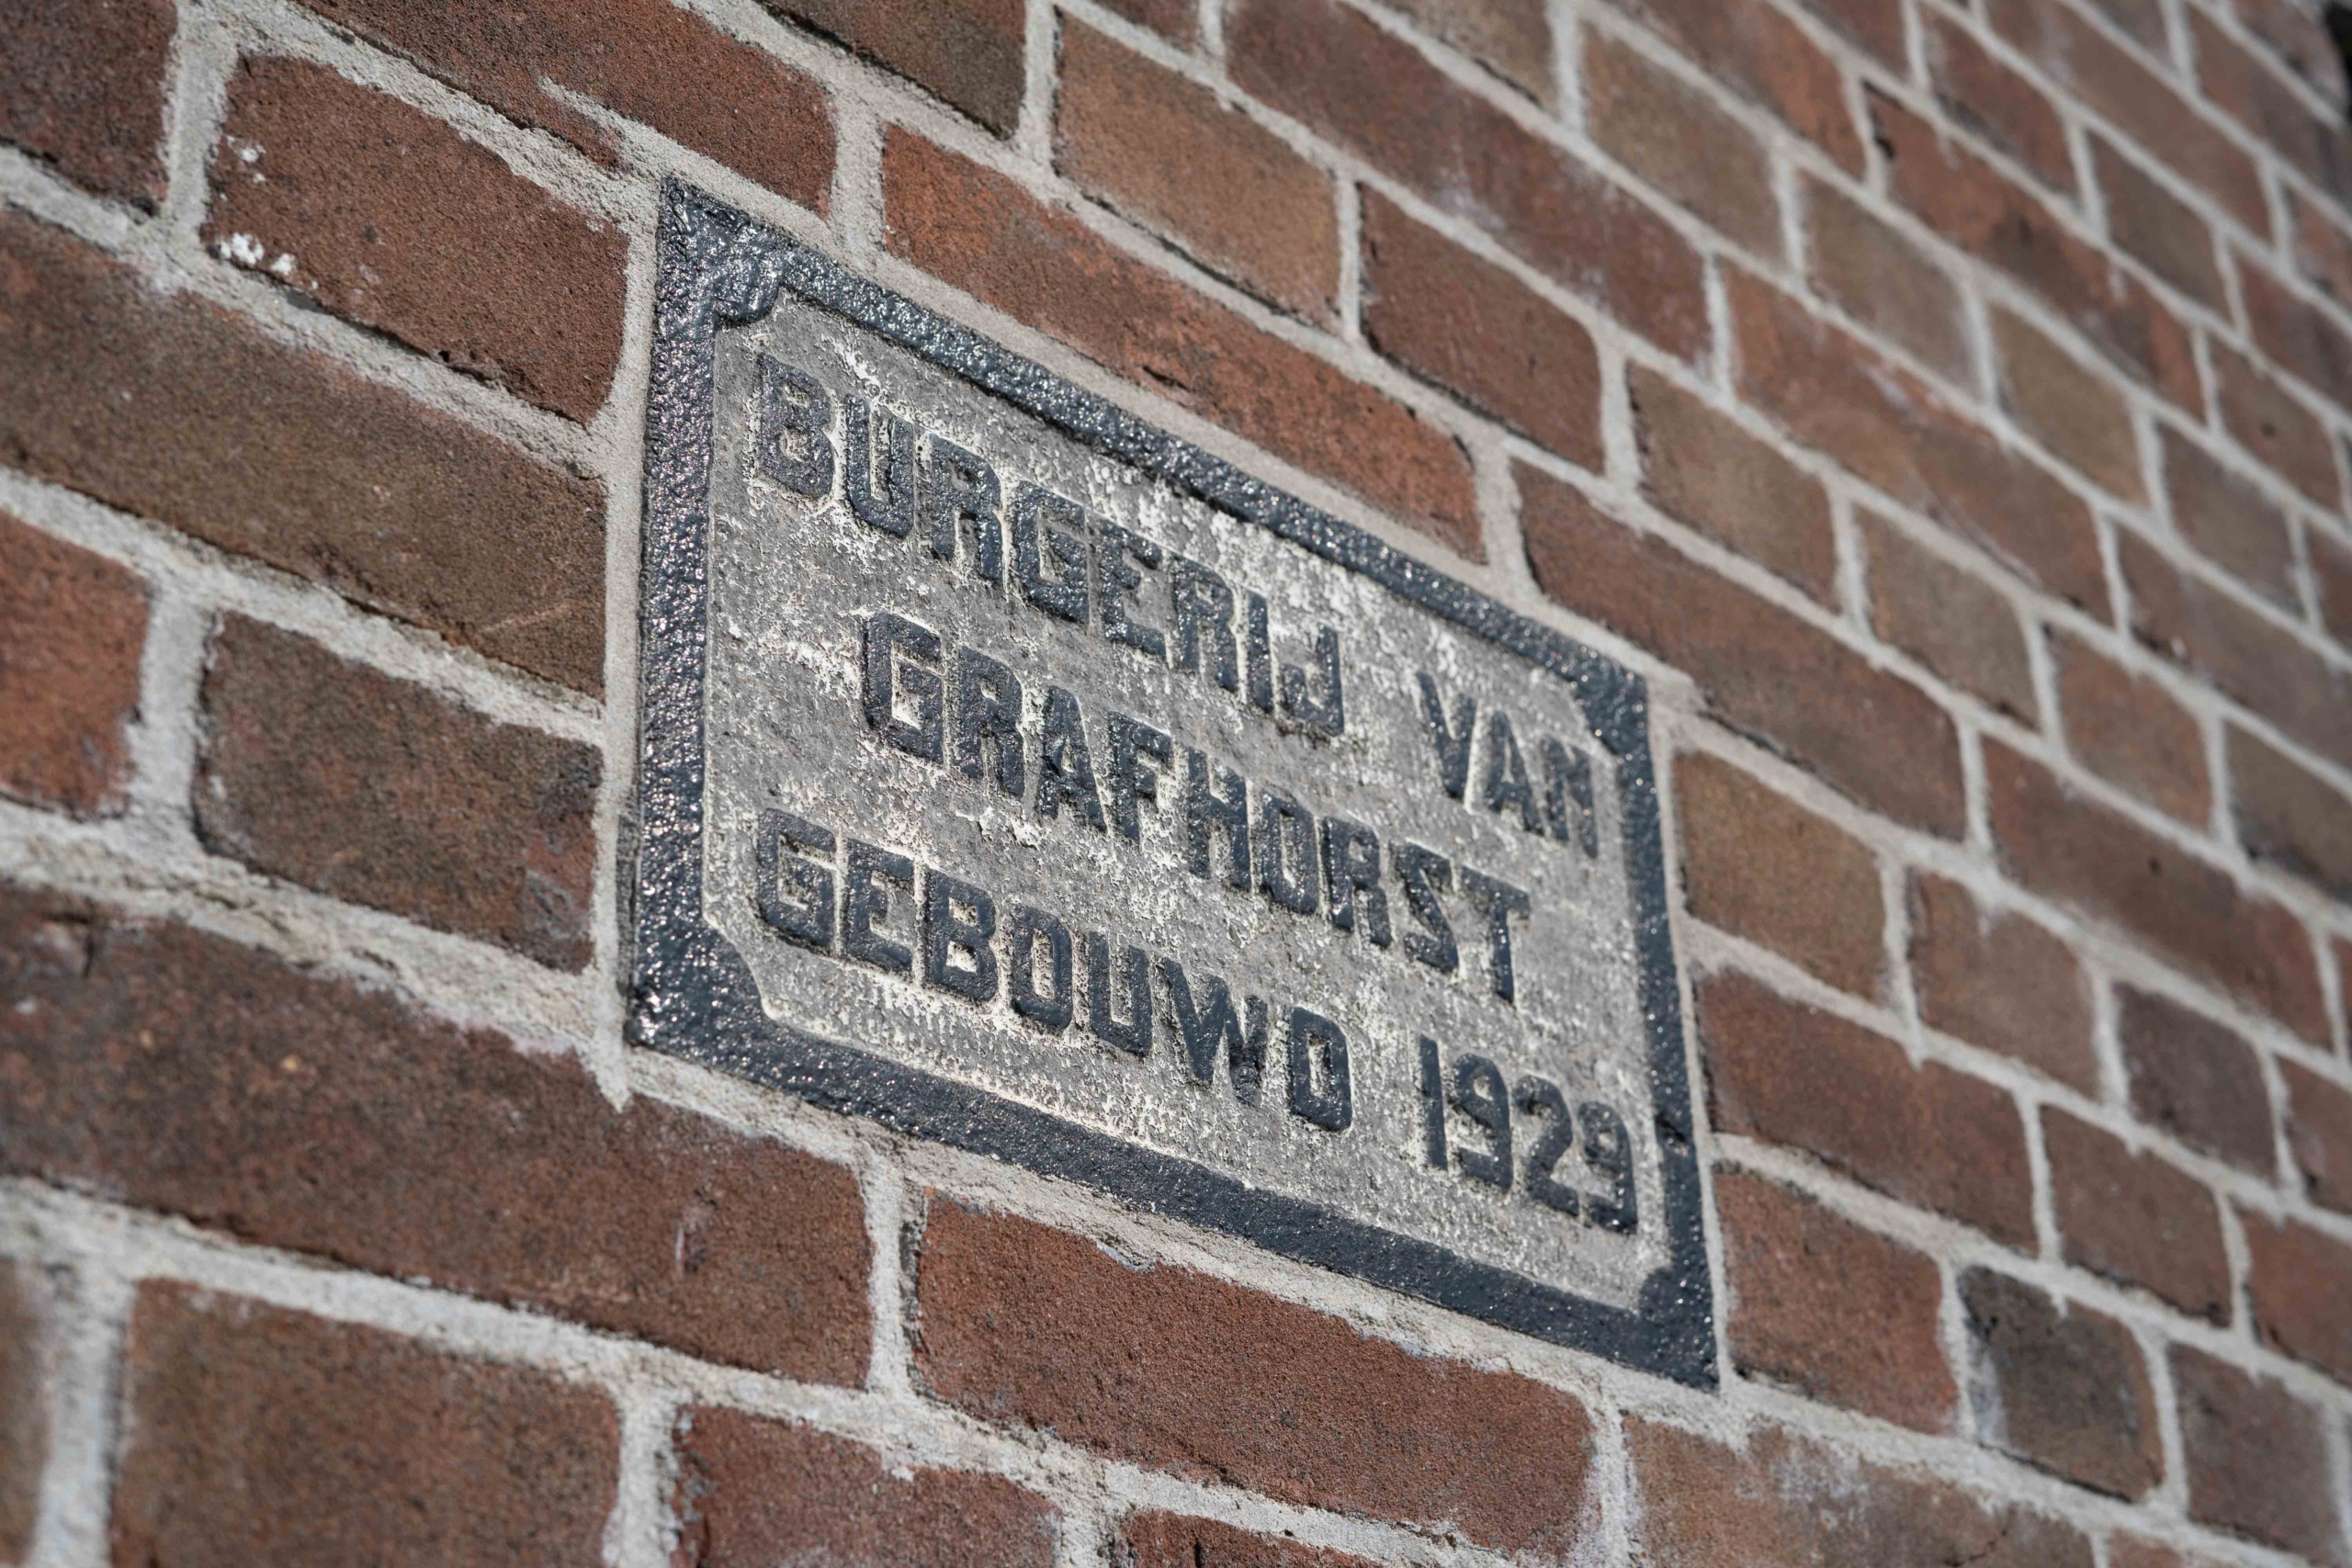 BURGERIJ VAN
GRAFHORST
GEBOUWD 1929